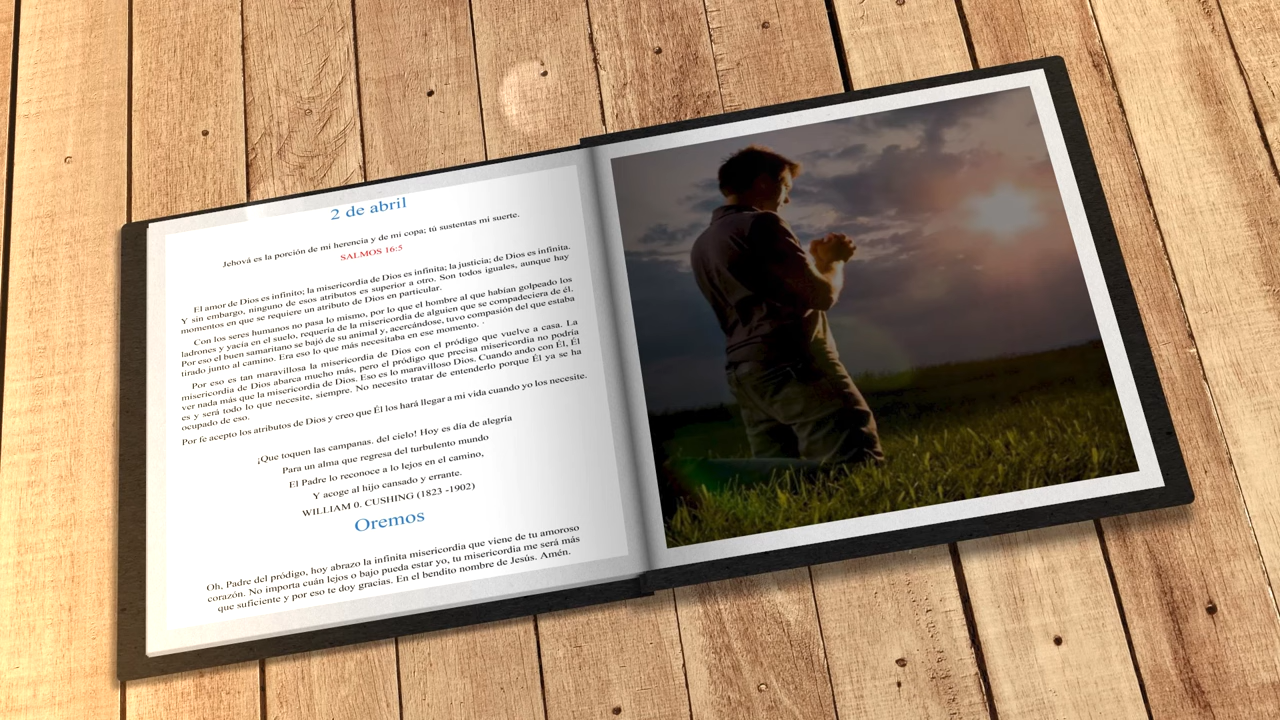 2 de abril
Jehová es la porción de mi herencia y de mi copa; tú sustentas mi suerte.
SALMOS 16:5
El amor de Dios es infinito; la misericordia de Dios es infinita; la justicia; de Dios es infinita.
Y sin embargo, ninguno de esos atributos es superior a otro. Son todos iguales, aunque hay
momentos en que se requiere un atributo de Dios en particular.
Con los seres humanos no pasa lo mismo, por lo que el hombre al que habían golpeado los
ladrones y yacía en el suelo, requería de la misericordia de alguien que se compadeciera de él.
Por eso el buen samaritano se bajó de su animal y, acercándose, tuvo compasión del que estaba
tirado junto al camino. Era eso lo que más necesitaba en ese momento. .
Por eso es tan maravillosa la misericordia de Dios con el pródigo que vuelve a casa. La
misericordia de Dios abarca mucho más, pero el pródigo que precisa misericordia no podría
ver nada más que la misericordia de Dios. Eso es lo maravilloso Dios. Cuando ando con Él, Él
es y será todo lo que necesite, siempre. No necesito tratar de entenderlo porque Él ya se ha
ocupado de eso.
Por fe acepto los atributos de Dios y creo que Él los hará llegar a mi vida cuando yo los necesite.
¡Que toquen las campanas. del cielo! Hoy es día de alegría
Para un alma que regresa del turbulento mundo
El Padre lo reconoce a lo lejos en el camino,
Y acoge al hijo cansado y errante.
WILLIAM 0. CUSHING (1823 -1902)
Oremos
Oh, Padre del pródigo, hoy abrazo la infinita misericordia que viene de tu amoroso
corazón. No importa cuán lejos o bajo pueda estar yo, tu misericordia me será más
que suficiente y por eso te doy gracias. En el bendito nombre de Jesús. Amén.